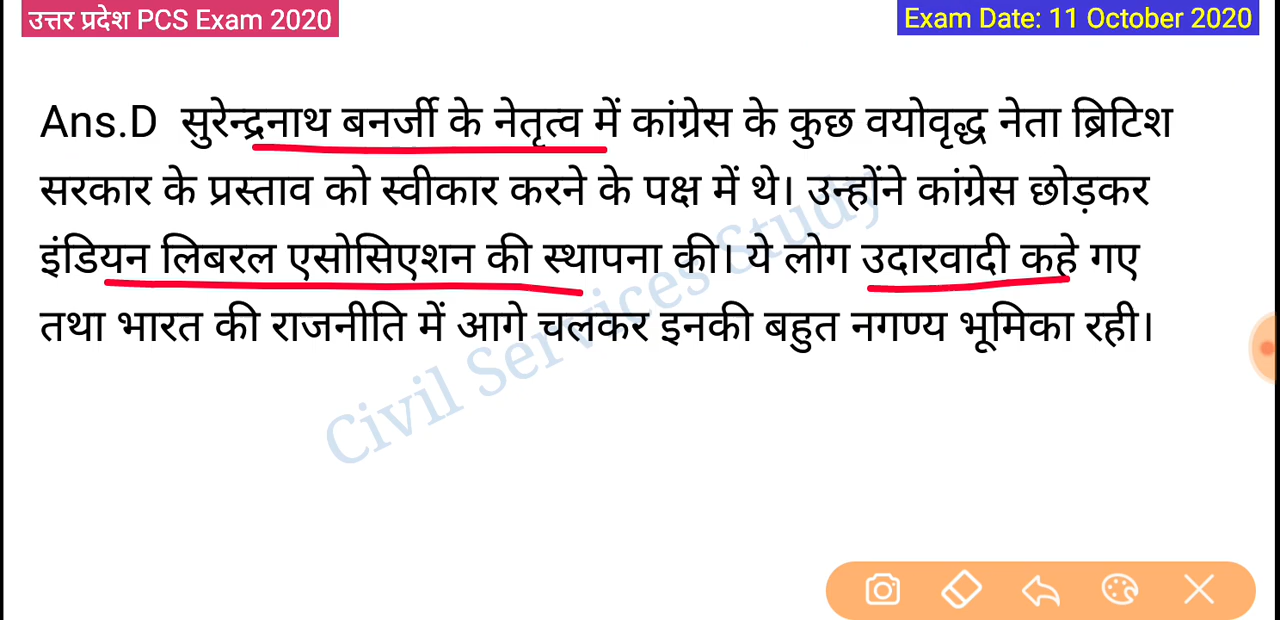 उत्तर प्रदेश PCS Exam 2020
Exam Date: 11 October 2020
Ans.D सुरेन्द्रनाथ बनर्जी के नेतृत्व में कांग्रेस के कुछ वयोवृद्ध नेता ब्रिटिश
सरकार के प्रस्ताव को स्वीकार करने के पक्ष में थे। उन्होंने कांग्रेस छोड़कर
इंडियन लिबरल एसोसिएशन की स्थापना की। ये लोग उदारवादी कहे गए
तथा भारत की राजनीति में आगे चलकर इनकी बहुत नगण्य भूमिका रही।
Civil Services Study